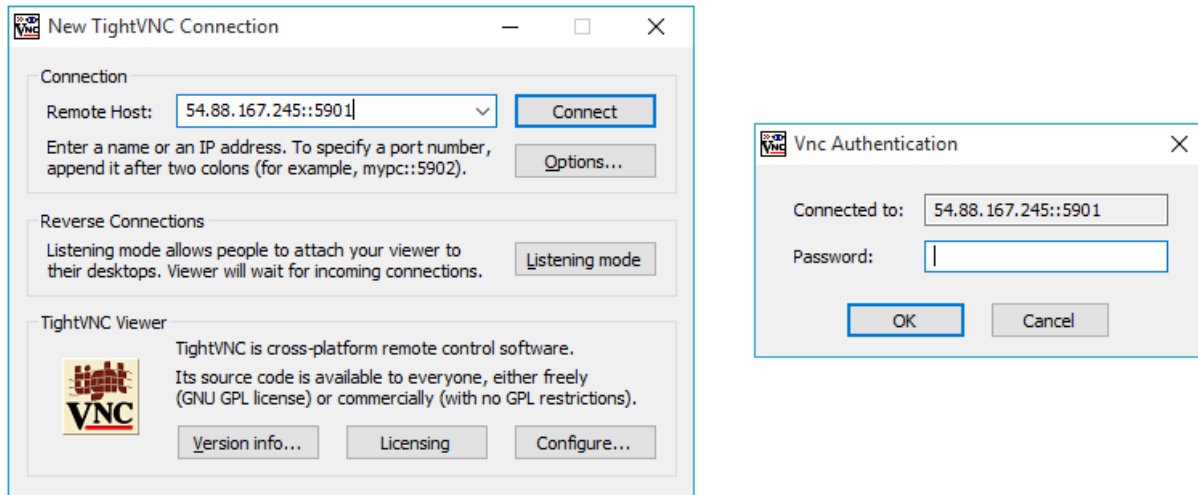 New TightVNC Connection
Connection
Remote Host: 54.88.167.245::5901 Connect
Enter a name or an IP address. To specify a port number,
append it after two colons (for example, mypc::5902).
Options...
Reverse Connections
Listening mode allows people to attach your viewer to
their desktops. Viewer will wait for incoming connections.
Listening mode
TightVNC Viewer
tight
VNC
TightVNC is cross-platform remote control software.
Its source code is available to everyone, either freely
(GNU GPL license) or commercially (with no GPL restrictions).
Version info... Licensing Configure...
Vnc Authentication
Connected to: 54.88.167.245::5901
Password:
OK Cancel